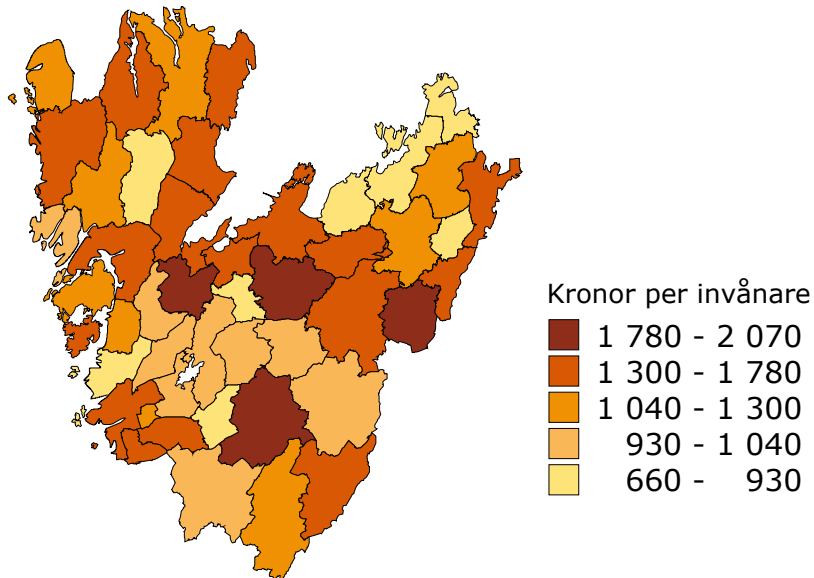 Kronor per invånare
1 780 - 2 070
1 300 - 1 780
1 040 - 1 300
930 - 1 040
660 - 930